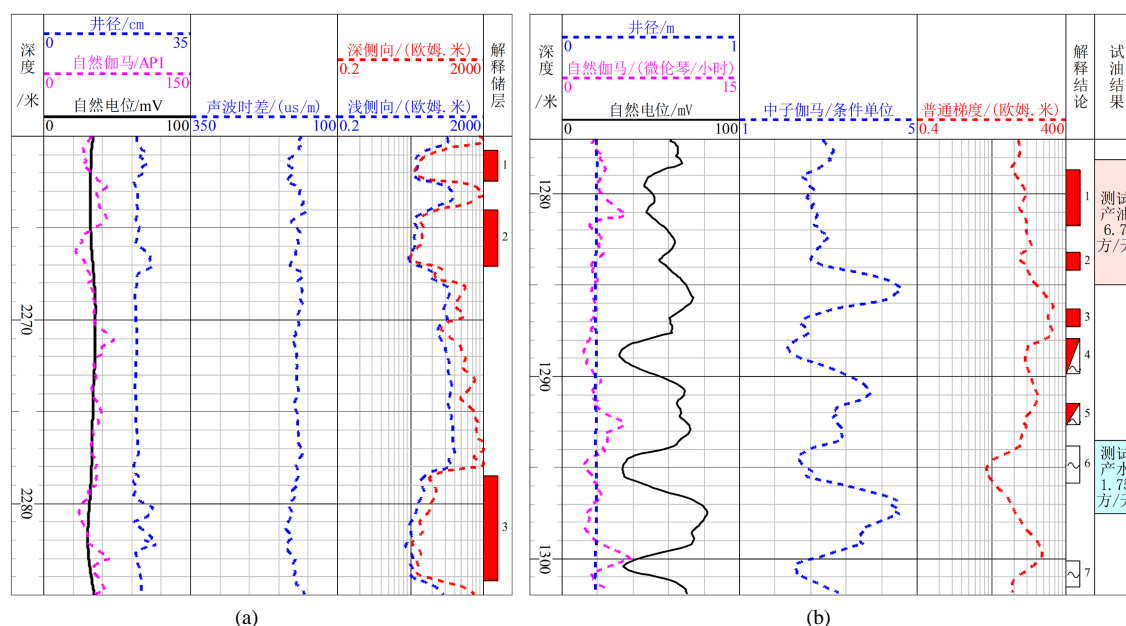 深度/米
井径/cm
0 35
自然伽马/API
0 150
自然电位/mV
0 100
声波时差/(us/m)
350 100
深侧向/(欧姆.米)
0.2 2000
浅侧向/(欧姆.米)
0.2 2000
解释储层
1
2
2270
2280
3
(a)
深度/米
井径/m
0 1
自然伽马/(微伦琴/小时)
0 15
自然电位/mV
0 100
中子伽马/条件单位
1 5
普通梯度/(欧姆.米)
0.4 400
解释结论
试油结果
1280
1
2
3
4
1290
5
6
1300
7
测试
产油
6.7
方/天
测试
产水
1.75
方/天
(b)